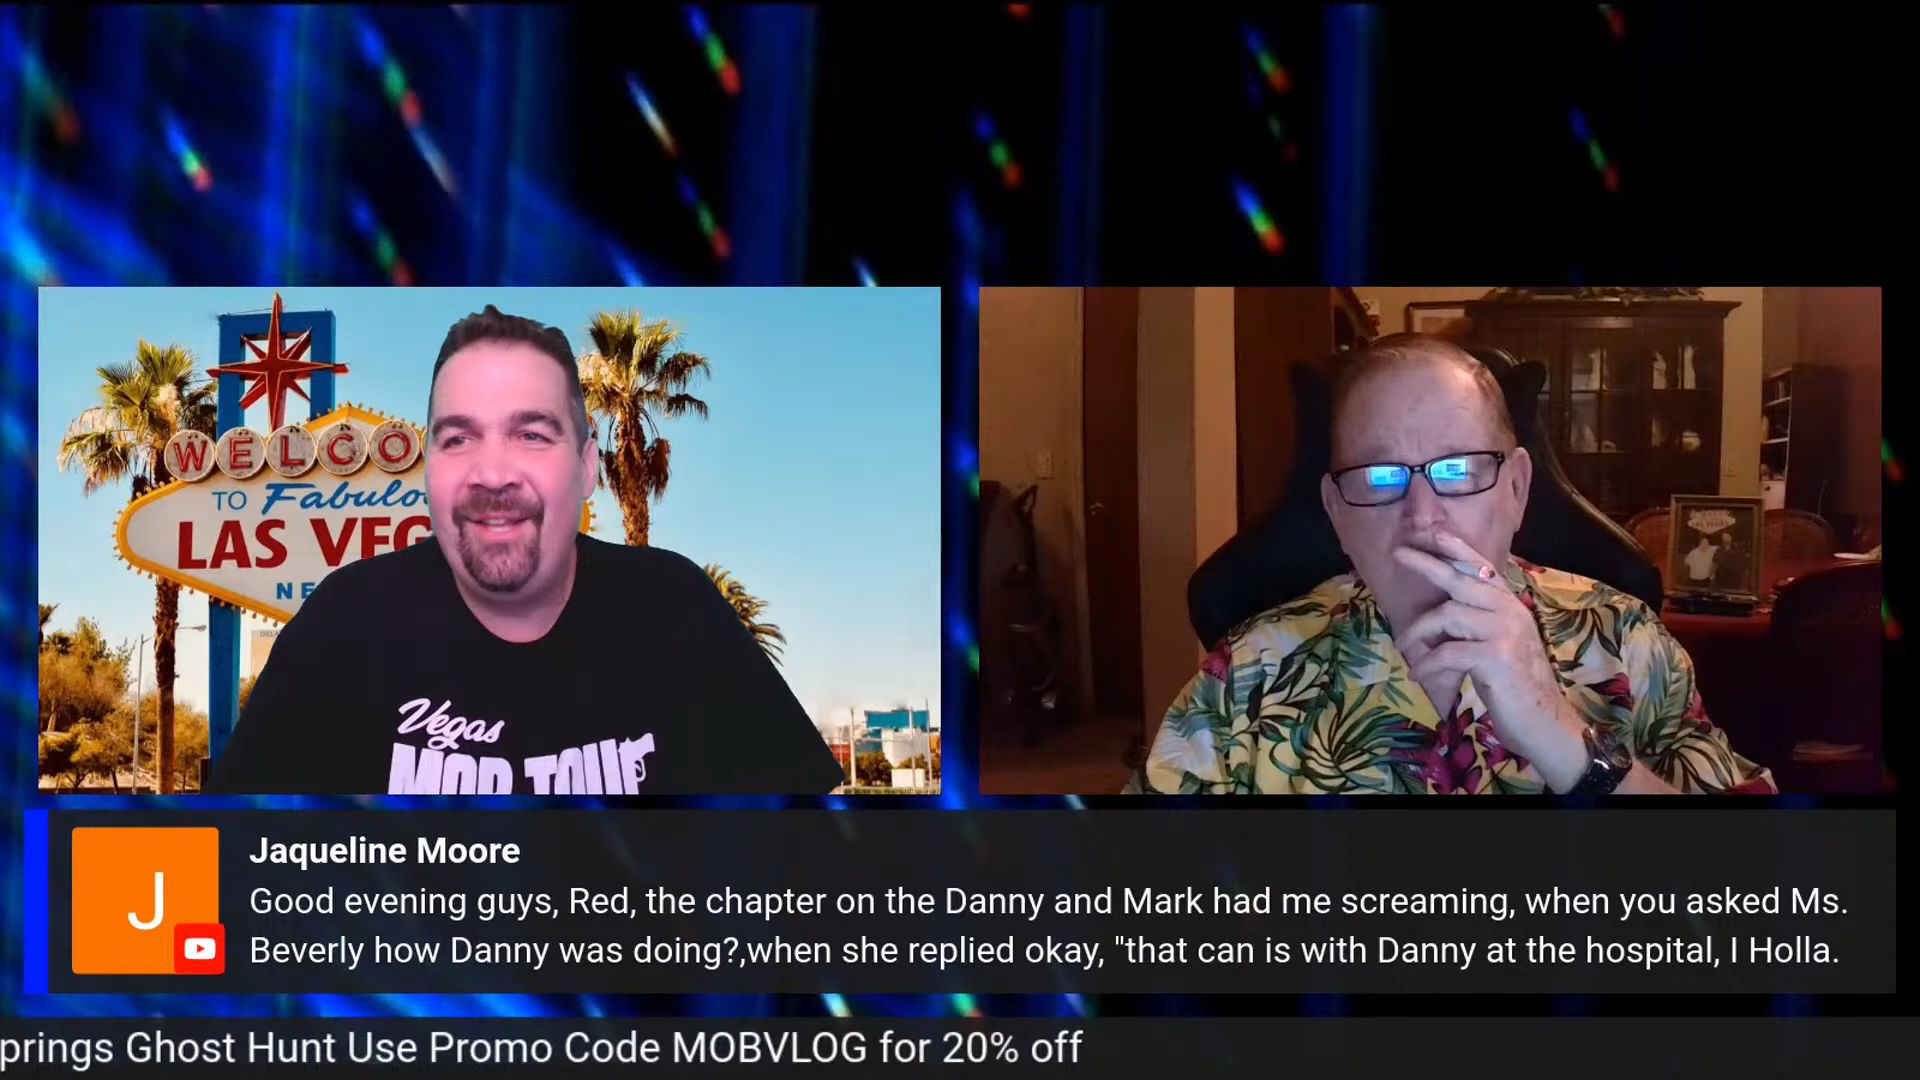 WELCO
TO Fabulo
LAS VEG
NE
Vegas
MOB TOUR
Jaqueline Moore
J
Good evening guys, Red, the chapter on the Danny and Mark had me screaming, when you asked Ms.
Beverly how Danny was doing?,when she replied okay, "that can is with Danny at the hospital, I Holla.
prings Ghost Hunt Use Promo Code MOBVLOG for 20% off